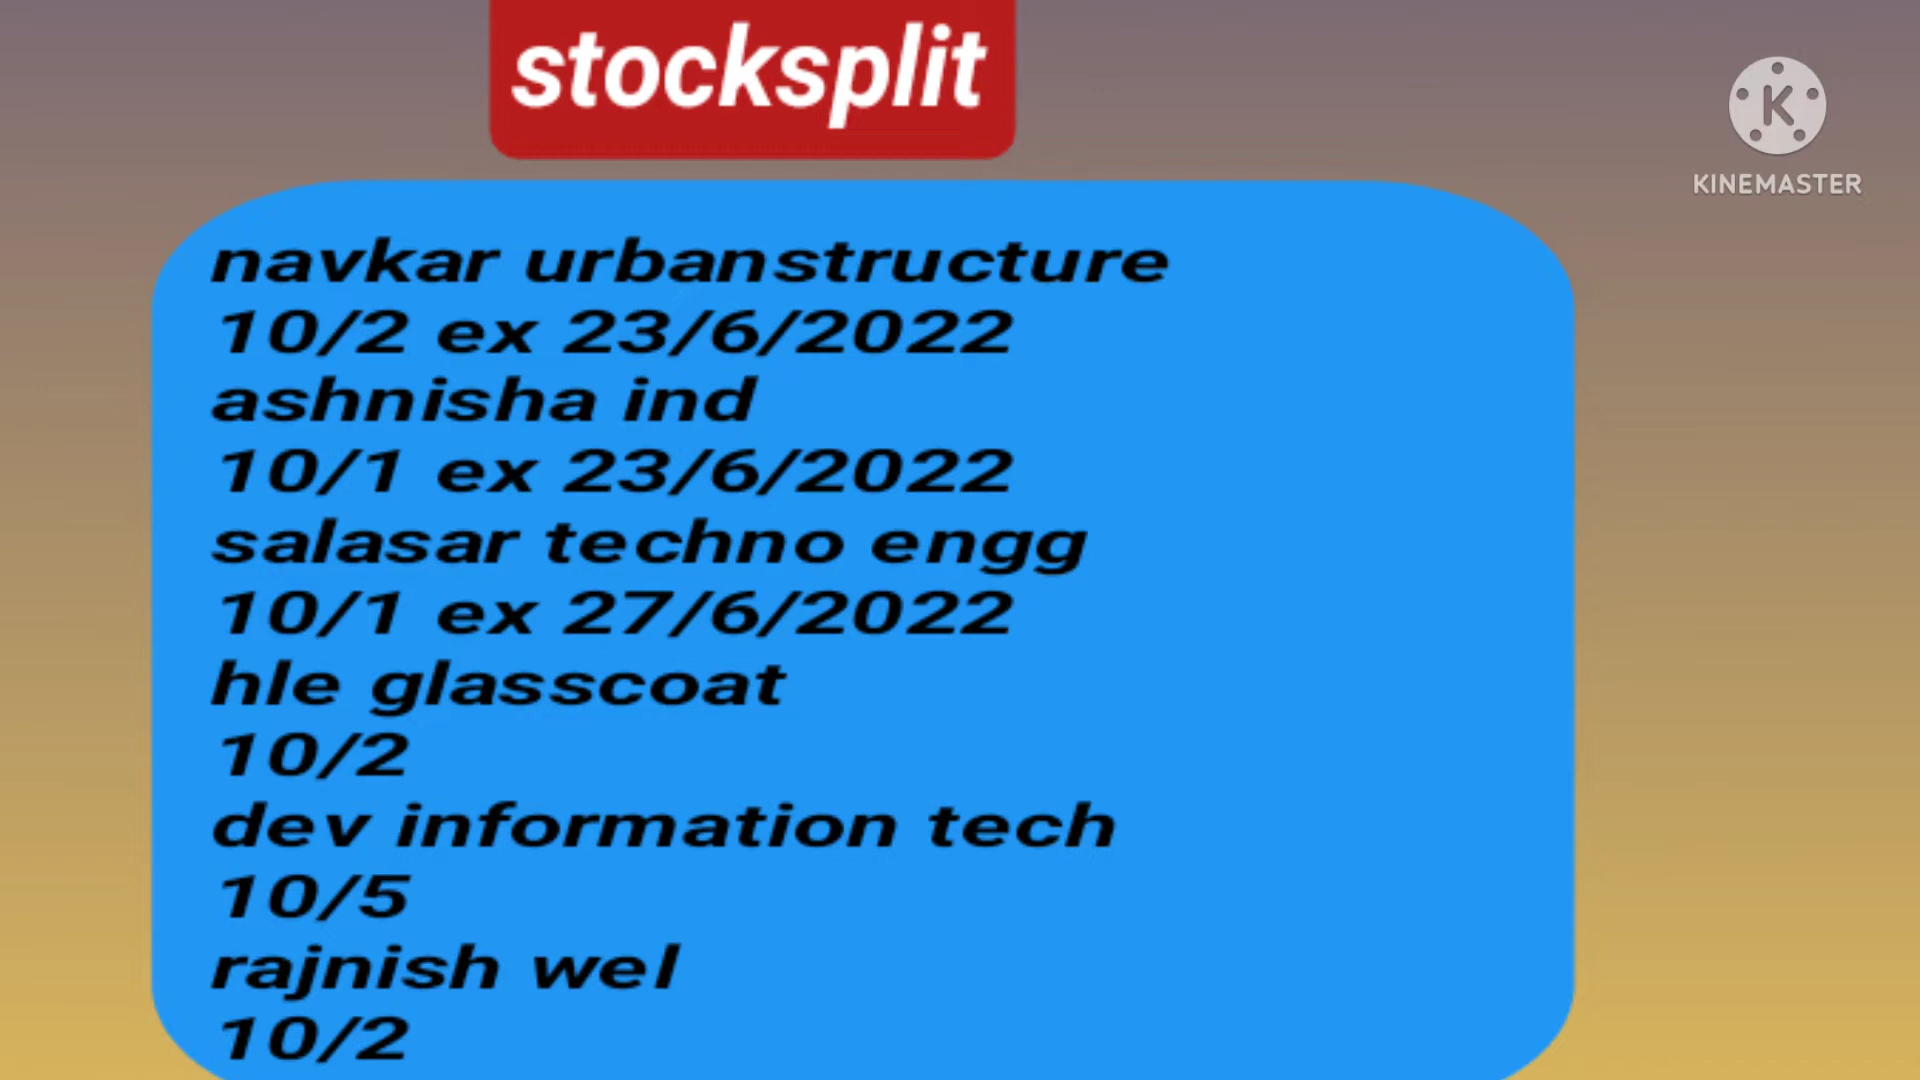 stocksplit
K
KINEMASTER
navkar urbanstructure
10/2 ex 23/6/2022
ashnisha ind
10/1 ex 23/6/2022
salasar techno engg
10/1 ex 27/6/2022
hle glasscoat
10/2
dev information tech
10/5
rajnish wel
10/2